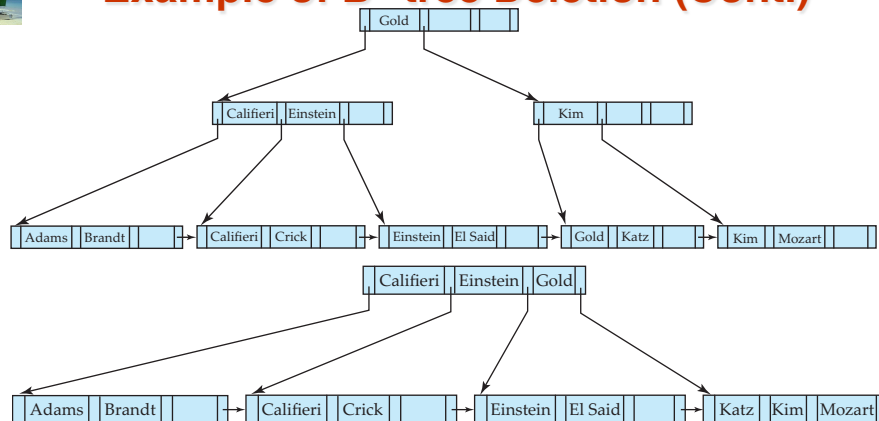 Example of B tree Deletion (Cont.)
Gold
Califieri Einstein
Kim
Adams Brandt
Califieri Crick
Einstein El Said
Gold Katz
Kim Mozart
Califieri Einstein Gold
Adams Brandt
Califieri Crick
Einstein El Said
Katz Kim Mozart